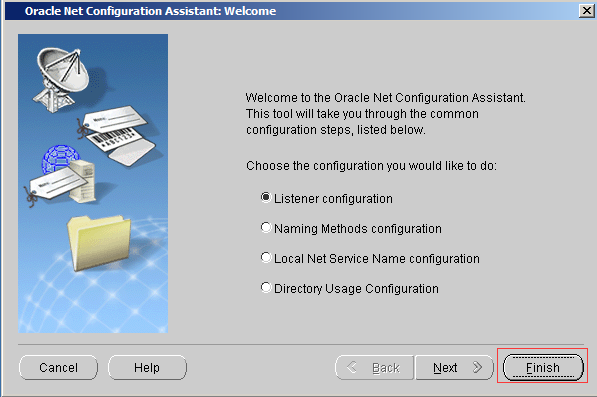 Oracle Net Configuration Assistant: Welcome
Welcome to the Oracle Net Configuration Assistant.
This tool will take you through the common
configuration steps, listed below.
Choose the configuration you would like to do:
Listener configuration
Naming Methods configuration
Local Net Service Name configuration
Directory Usage Configuration
Cancel
Help
Back
Next
Finish